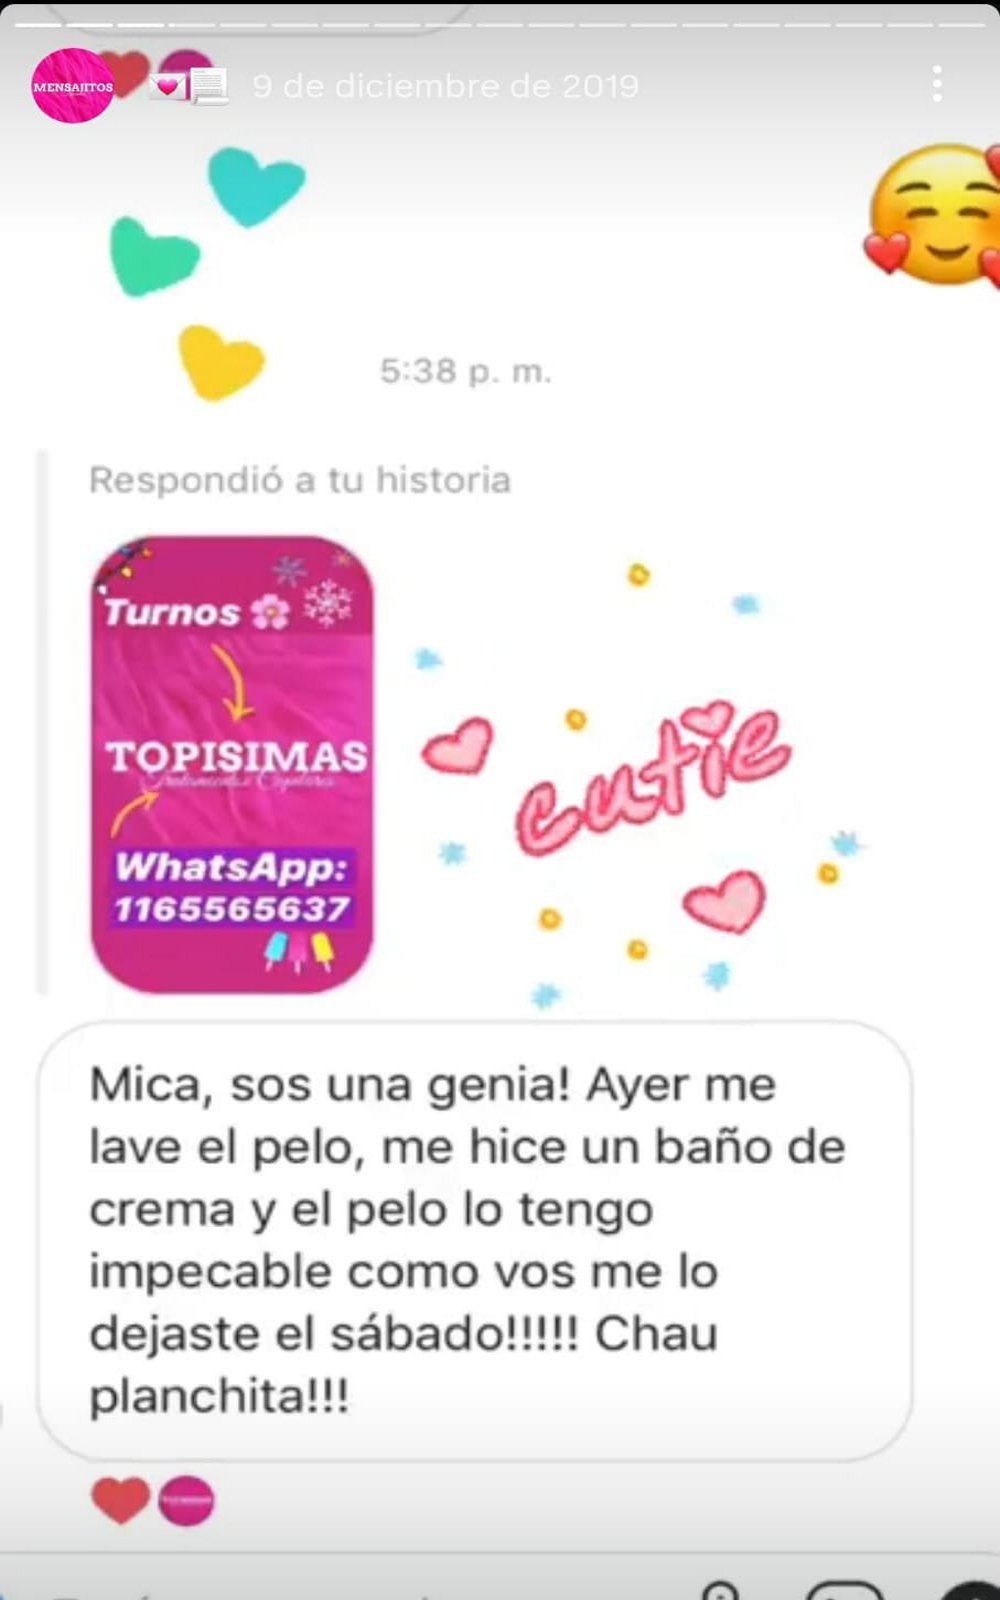 MENSAJITOS
9 de diciembre de 2019
5:38 p. m.
Respondió a tu historia
Turnos
TOPISIMAS
Tratamientos Capilares
WhatsApp:
1165565637
cutie
Mica, sos una genia! Ayer me
lave el pelo, me hice un baño de
crema y el pelo lo tengo
impecable como vos me lo
dejaste el sábado!!!!! Chau
planchita!!!